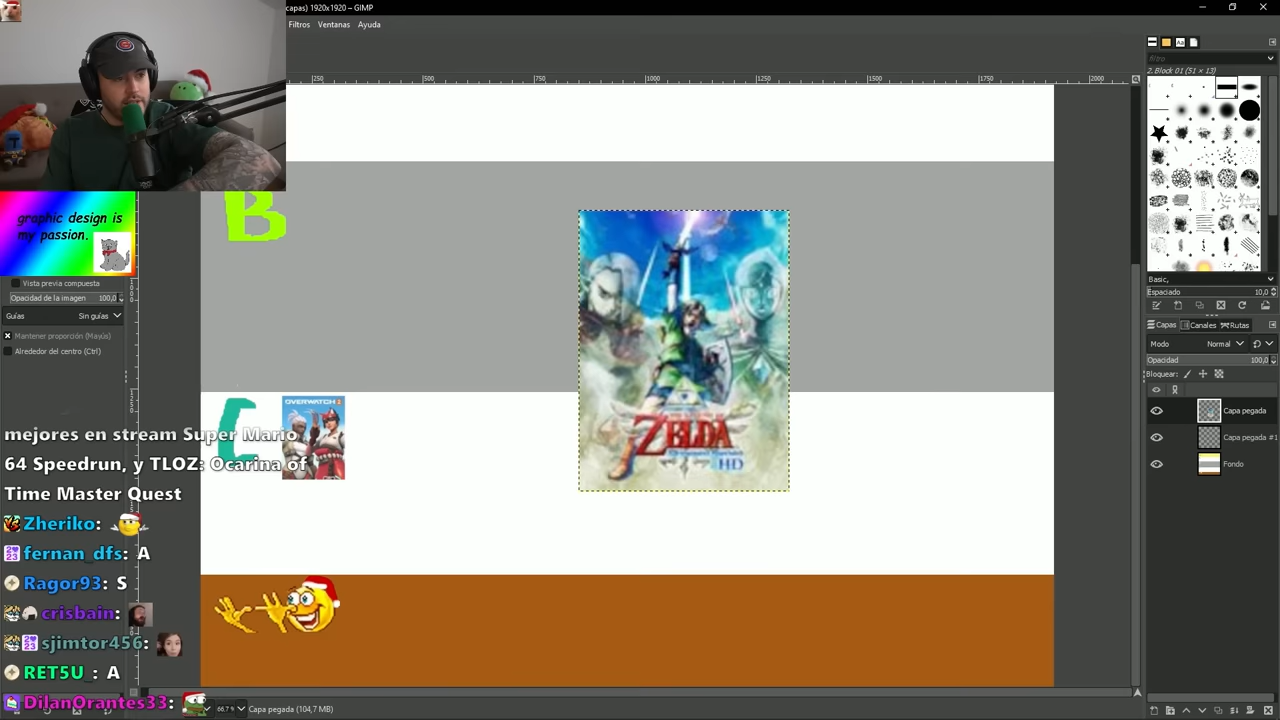 capas) 1920x1920 – GIMP
Filtros Ventanas Ayuda
250 500 750 1000 1250 1500 1750 2000
filtro
2. Block 01 (51 × 13)
graphic design is
my passion.
B
Vista previa compuesta
Opacidad de la imagen 100,0
Guías Sin guías
Mantener proporción (Mayús)
Alrededor del centro (Ctrl)
Basic,
Espaciado 10,0
Capas Canales Rutas
Modo Normal
Opacidad 100,0
Bloquear:
Capa pegada
Capa pegada #1
Fondo
C
OVERWATCH 2
ZELDA
HD
mejores en stream Super Mario
64 Speedrun, y TLOZ: Ocarina of
Time Master Quest
Zheriko:
fernan_dfs: A
Ragor93: S
crisbain:
sjimtor456:
RET5U_: A
DilanOrantes33:
66,7 % Capa pegada (104,7 MB)